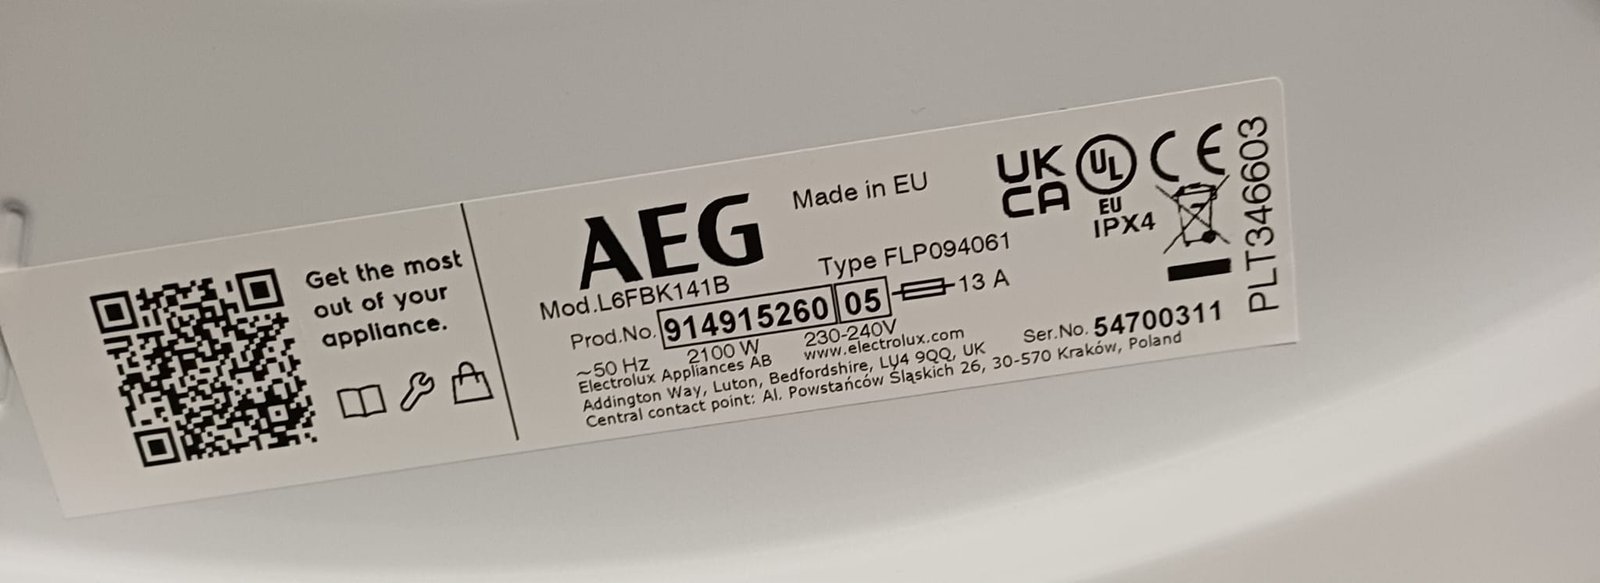 Get the most
out of your
appliance.
AEG
Made in EU
Mod.L6FBK141B
Type FLP094061
Prod.No. 914915260 05 13 A
~50 Hz 2100 W 230-240V
Electrolux Appliances AB www.electrolux.com
Ser.No. 54700311
Addington Way, Luton, Bedfordshire, LU4 9QQ, UK
Central contact point: Al. Powstańców Śląskich 26, 30-570 Kraków, Poland
UK
CA
UL
EU
CE
IPX4
PLT346603